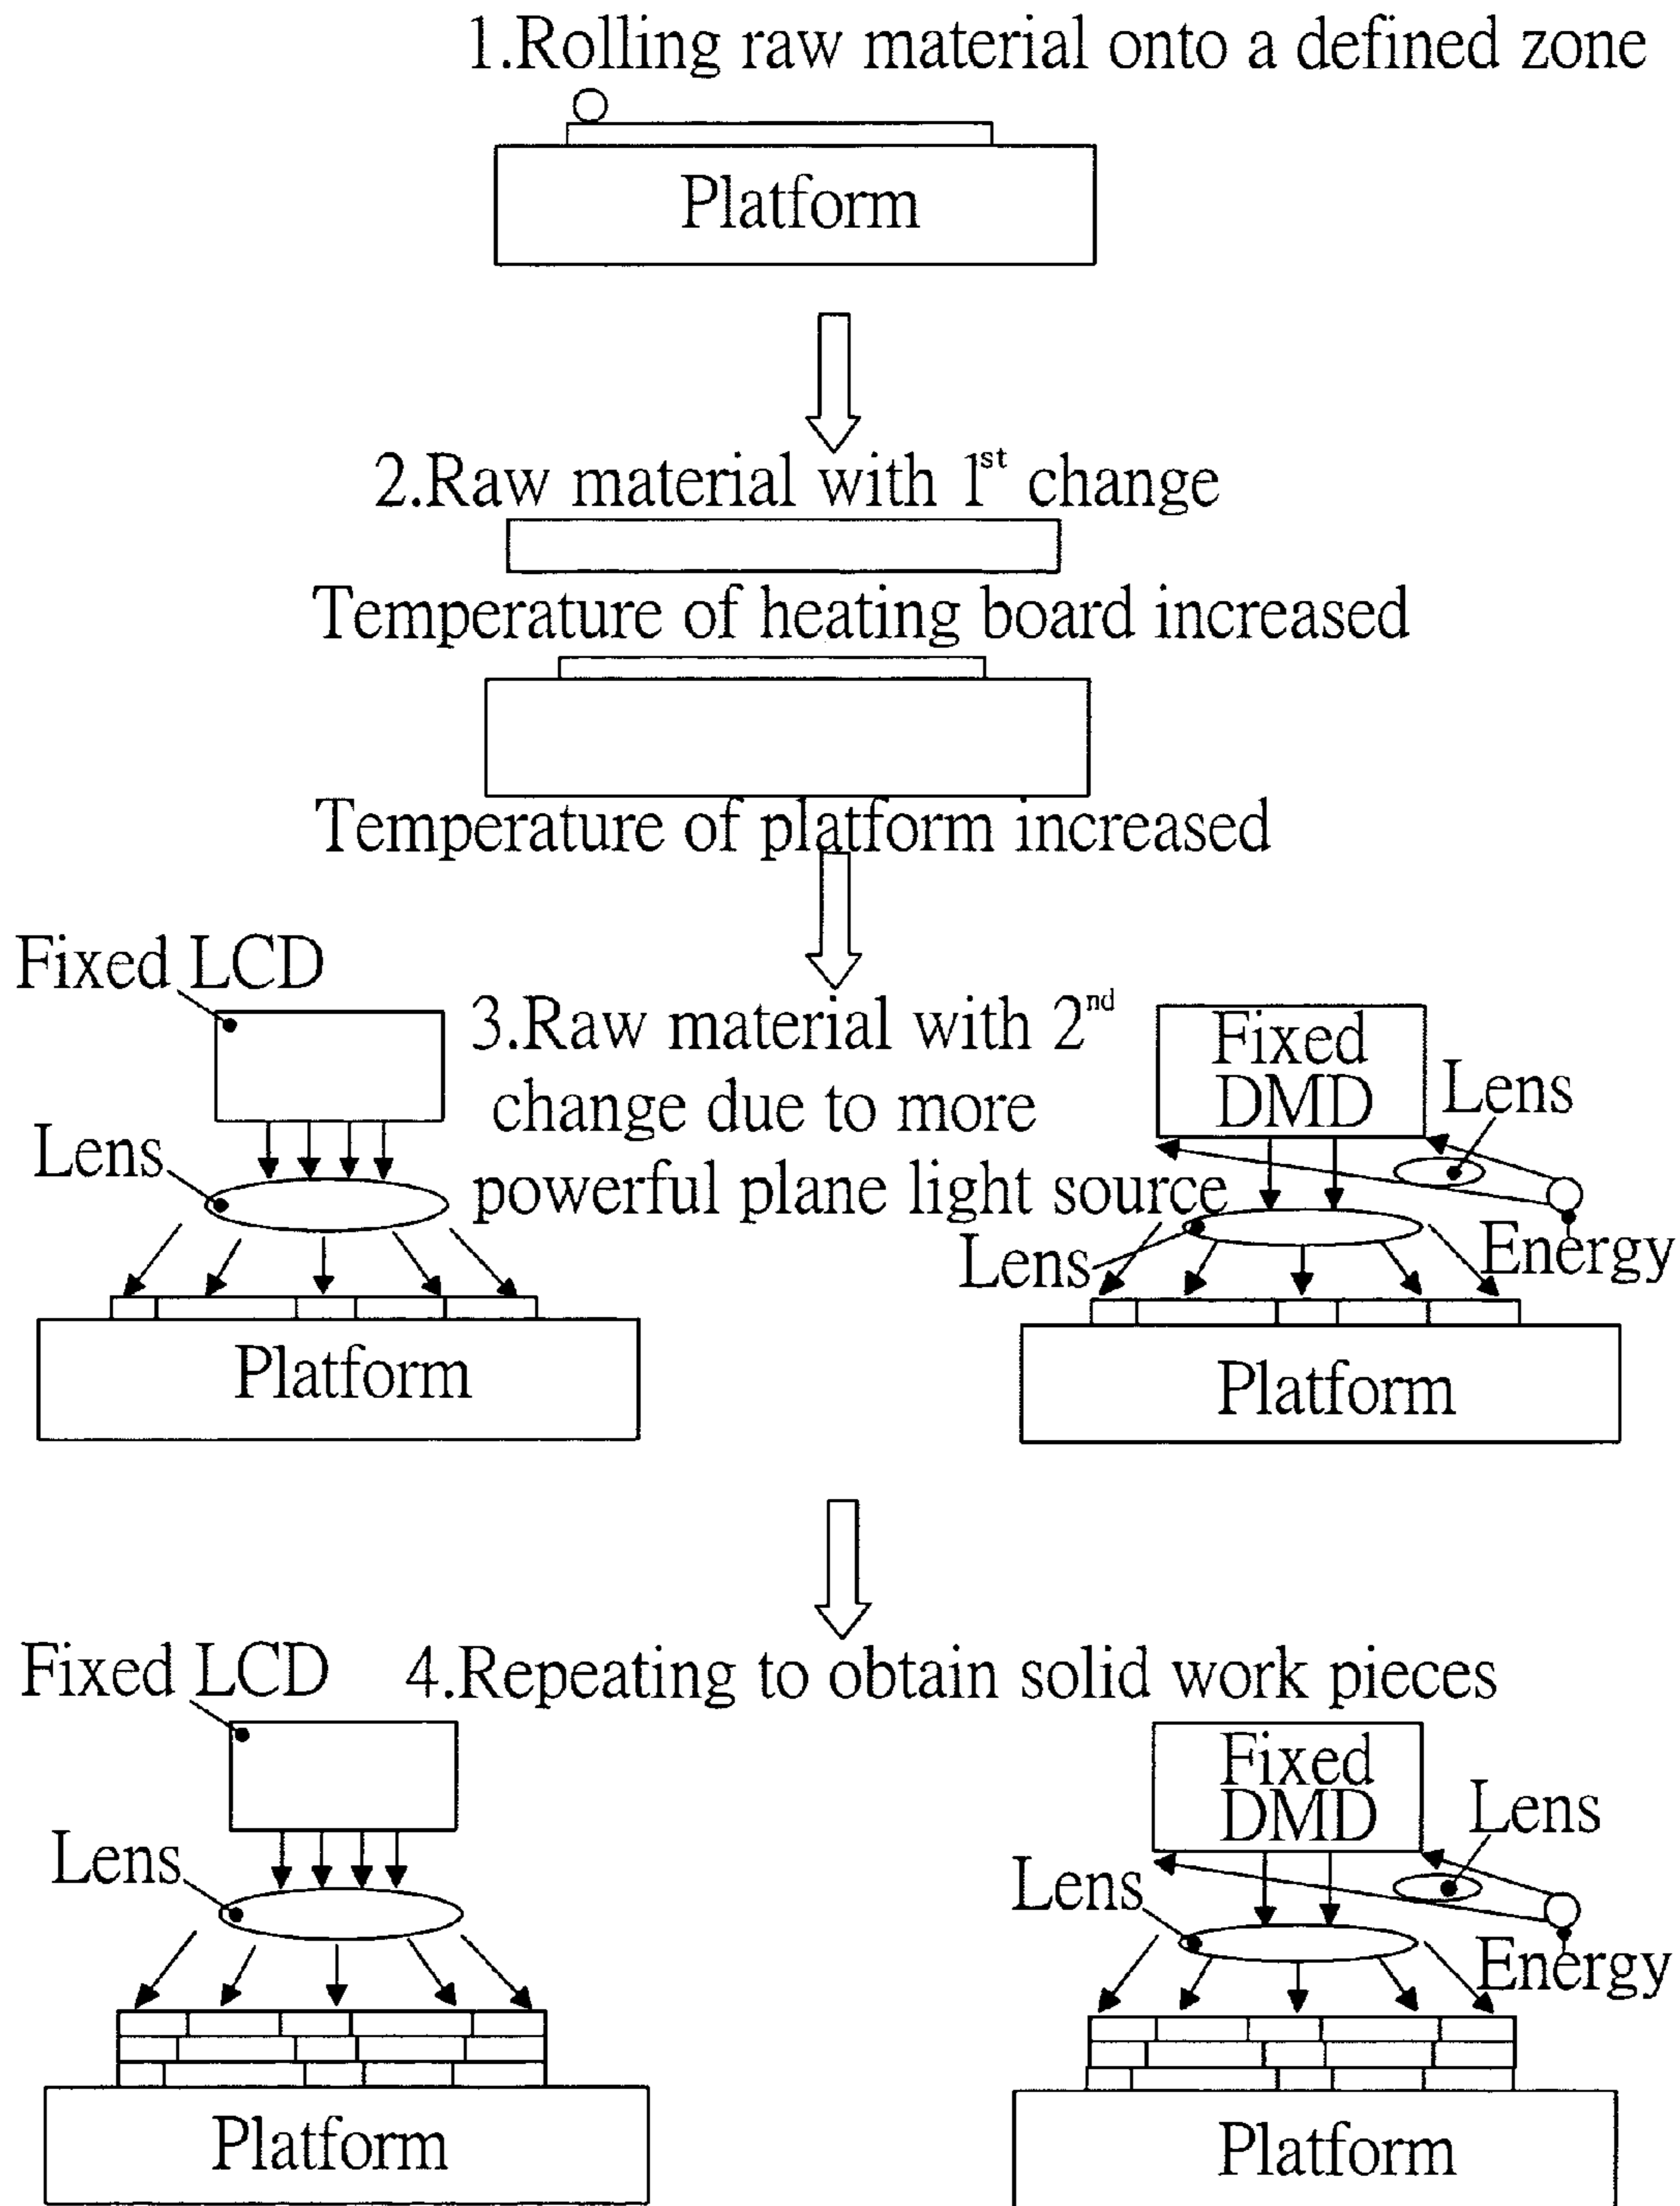 1.Rolling raw material onto a defined zone
Platform
2.Raw material with 1st change
Temperature of heating board increased
Temperature of platform increased
Fixed LCD
Lens
Platform
3.Raw material with 2nd
change due to more
powerful plane light source
Fixed
DMD
Lens
Lens
Energy
Platform
4.Repeating to obtain solid work pieces
Fixed LCD
Lens
Platform
Fixed
DMD
Lens
Lens
Energy
Platform